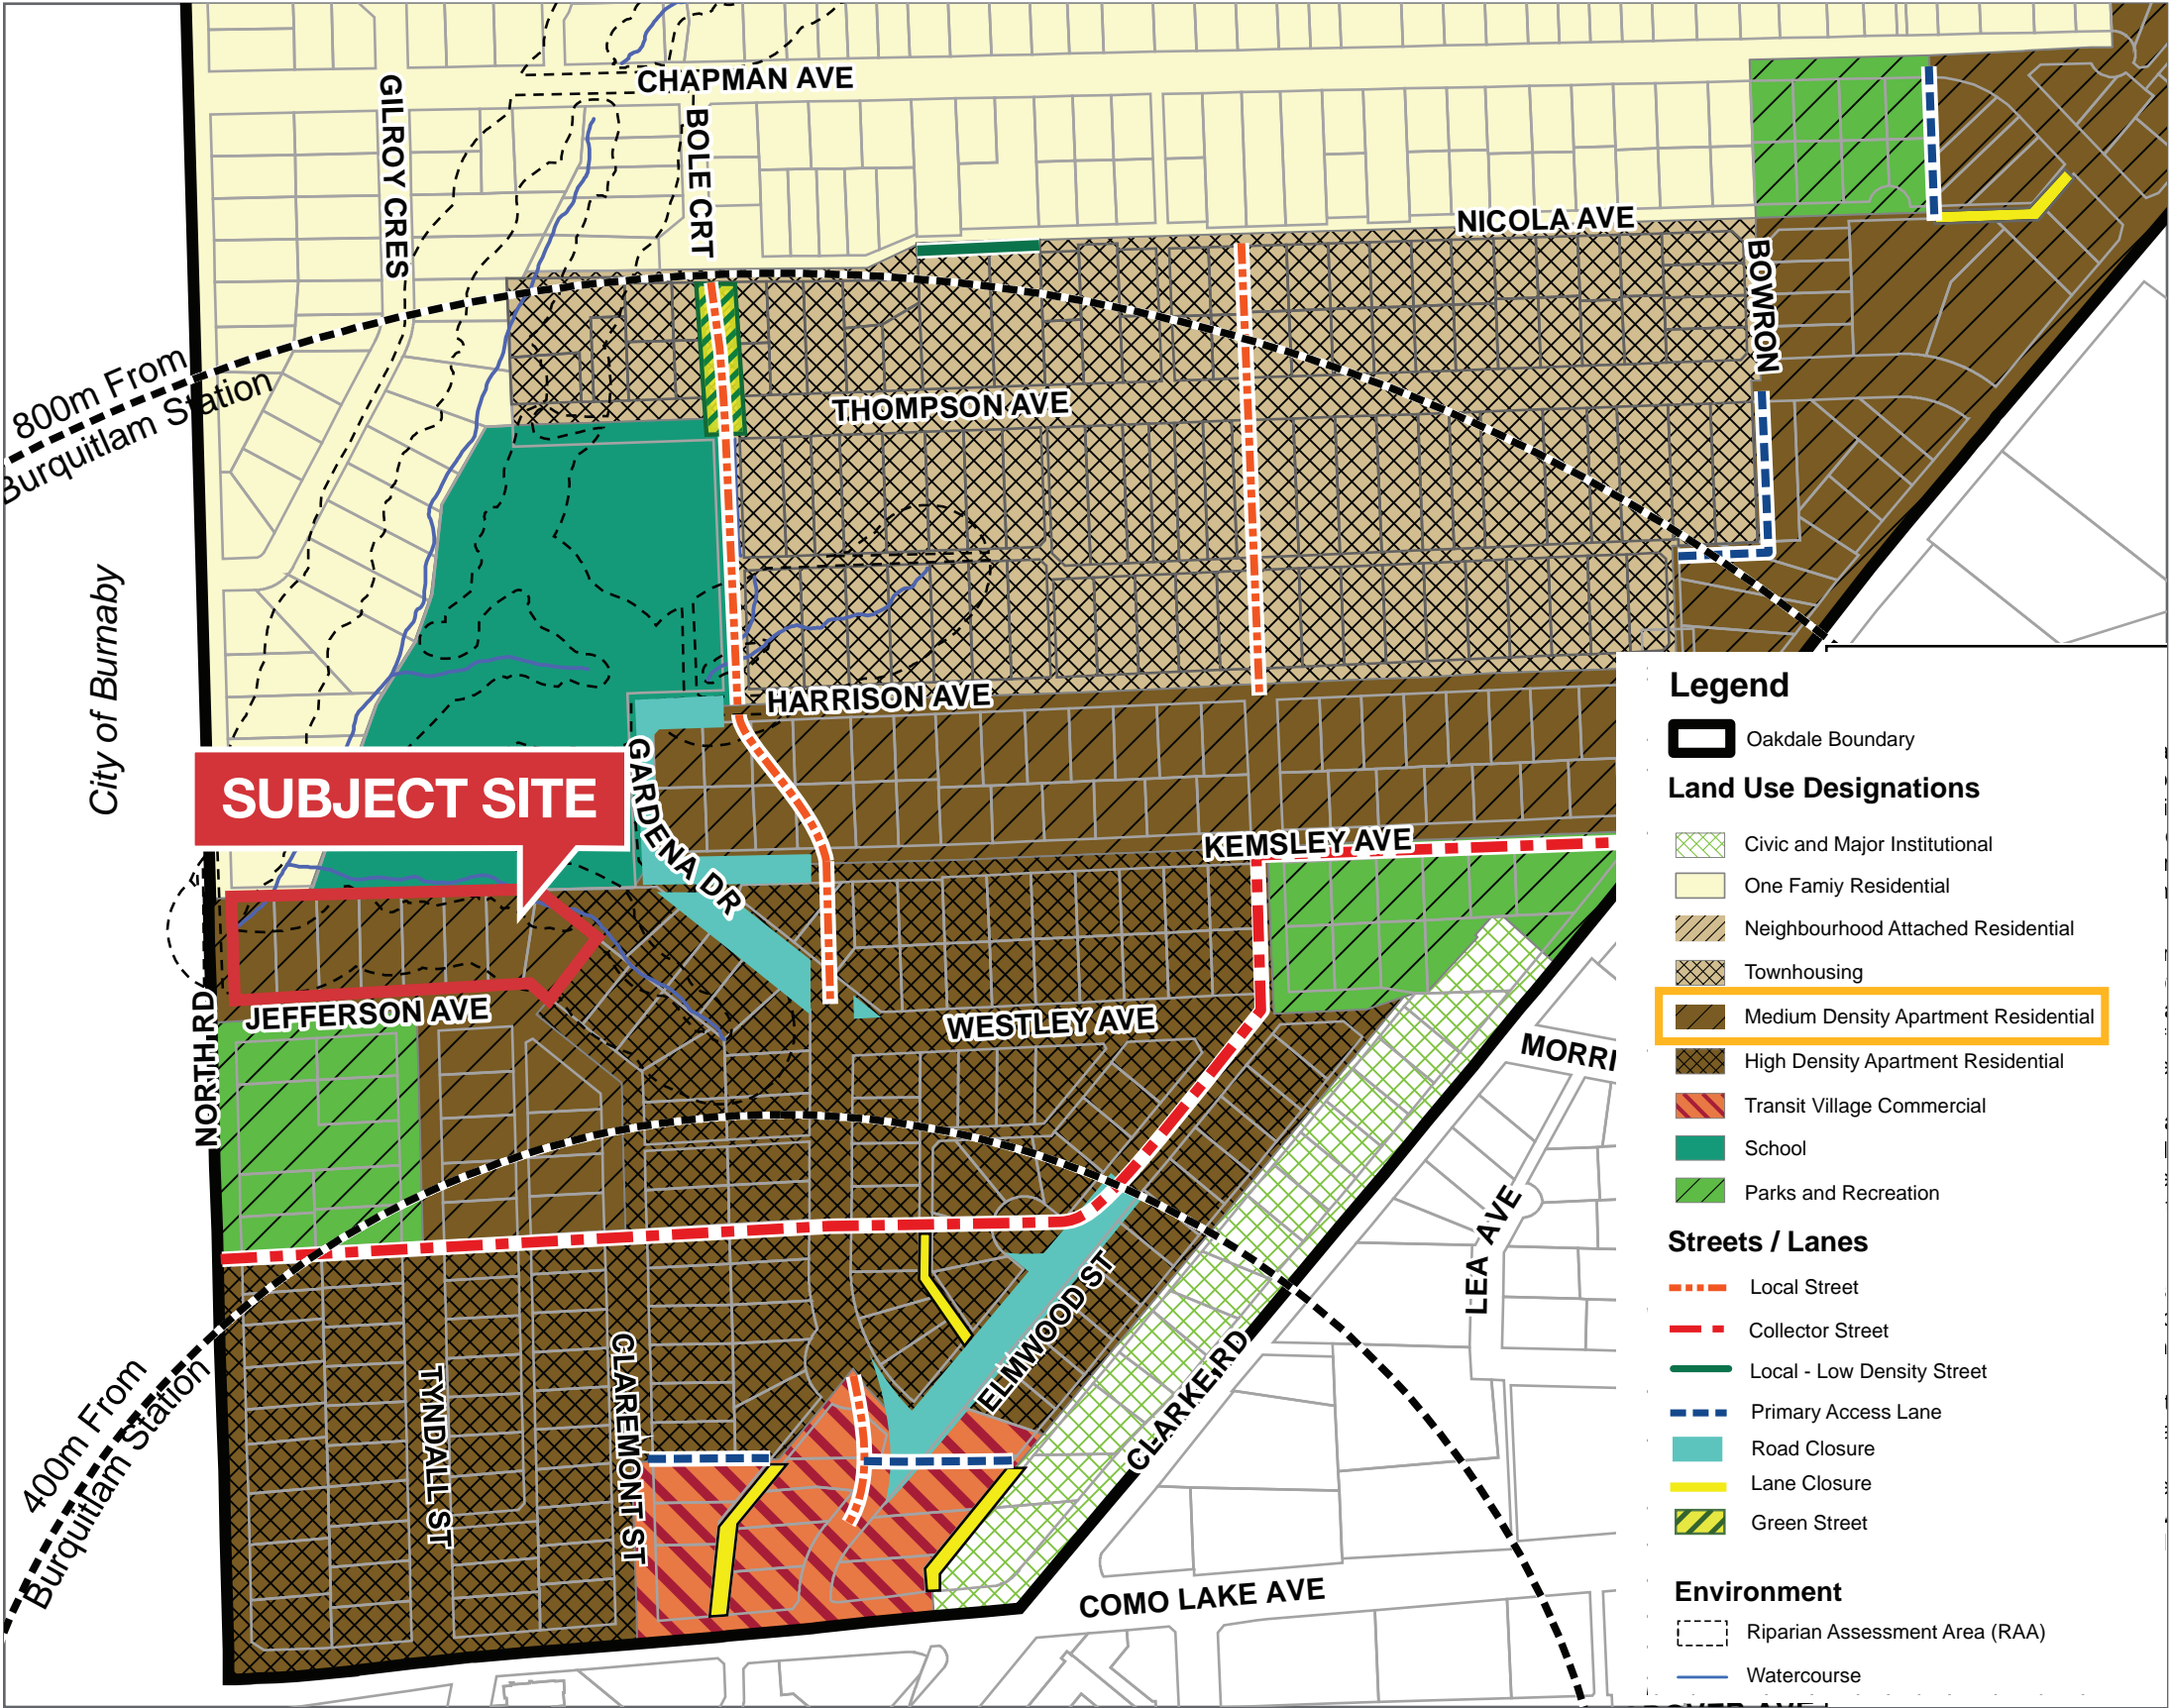 CHAPMAN AVE
GILROY CRES
BOLE CRT
NICOLA AVE
BOWRON
800m From
Burquitlam Station
THOMPSON AVE
City of Burnaby
HARRISON AVE
SUBJECT SITE
GARDENA DR
KEMSLEY AVE
JEFFERSON AVE
NORTH RD
WESTLEY AVE
MORRI
LEA AVE
ELMWOOD ST
CLARKE RD
TYNDALL ST
CLAREMONT ST
400m From
Burquitlam Station
COMO LAKE AVE
Legend
Oakdale Boundary
Land Use Designations
Civic and Major Institutional
One Famiy Residential
Neighbourhood Attached Residential
Townhousing
Medium Density Apartment Residential
High Density Apartment Residential
Transit Village Commercial
School
Parks and Recreation
Streets / Lanes
Local Street
Collector Street
Local - Low Density Street
Primary Access Lane
Road Closure
Lane Closure
Green Street
Environment
Riparian Assessment Area (RAA)
Watercourse